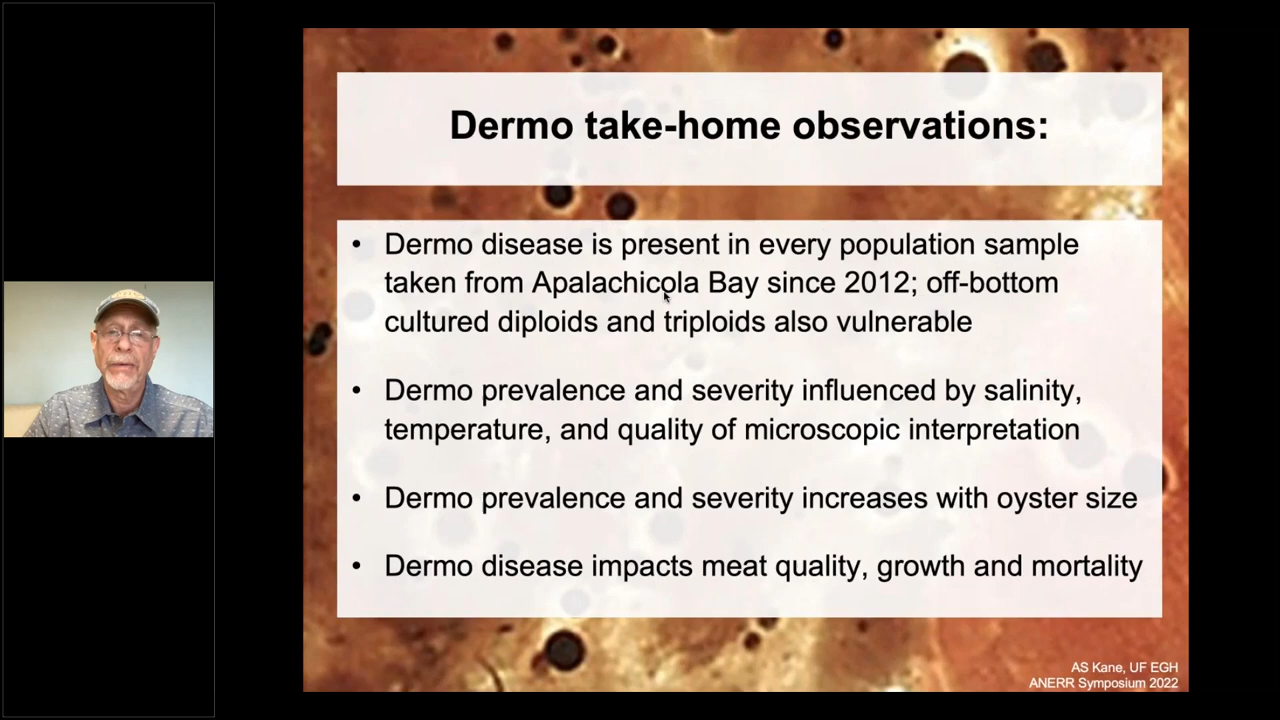 Dermo take-home observations:
• Dermo disease is present in every population sample
taken from Apalachicola Bay since 2012; off-bottom
cultured diploids and triploids also vulnerable
• Dermo prevalence and severity influenced by salinity,
temperature, and quality of microscopic interpretation
• Dermo prevalence and severity increases with oyster size
• Dermo disease impacts meat quality, growth and mortality
AS Kane, UF EGH
ANERR Symposium 2022